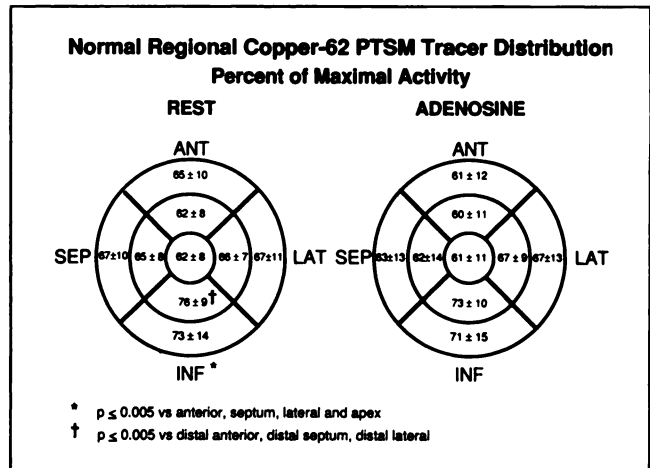 Normal Regional Copper-62 PTSM Tracer Distribution
Percent of Maximal Activity
REST
ADENOSINE
ANT
65 ± 10
62 ± 8
SEP 67±10 65 ± 8 62 ± 8 66 ± 7 67±11 LAT
76 ± 9†
73 ± 14
INF *
ANT
61 ± 12
60 ± 11
SEP 63±13 62±14 61 ± 11 67 ± 9 67±13 LAT
73 ± 10
71 ± 15
INF
* p ≤ 0.005 vs anterior, septum, lateral and apex
† p ≤ 0.005 vs distal anterior, distal septum, distal lateral